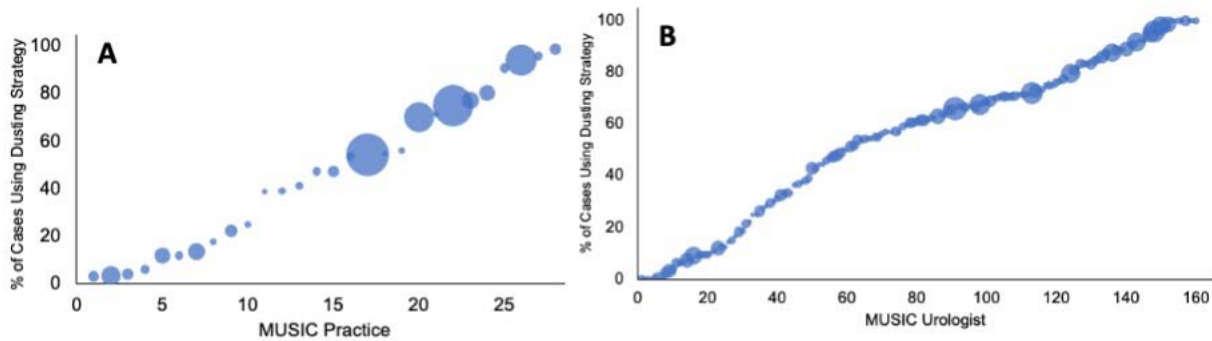 A
% of Cases Using Dusting Strategy
100
80
60
40
20
0
0 5 10 15 20 25
MUSIC Practice
B
% of Cases Using Dusting Strategy
100
80
60
40
20
0
0 20 40 60 80 100 120 140 160
MUSIC Urologist